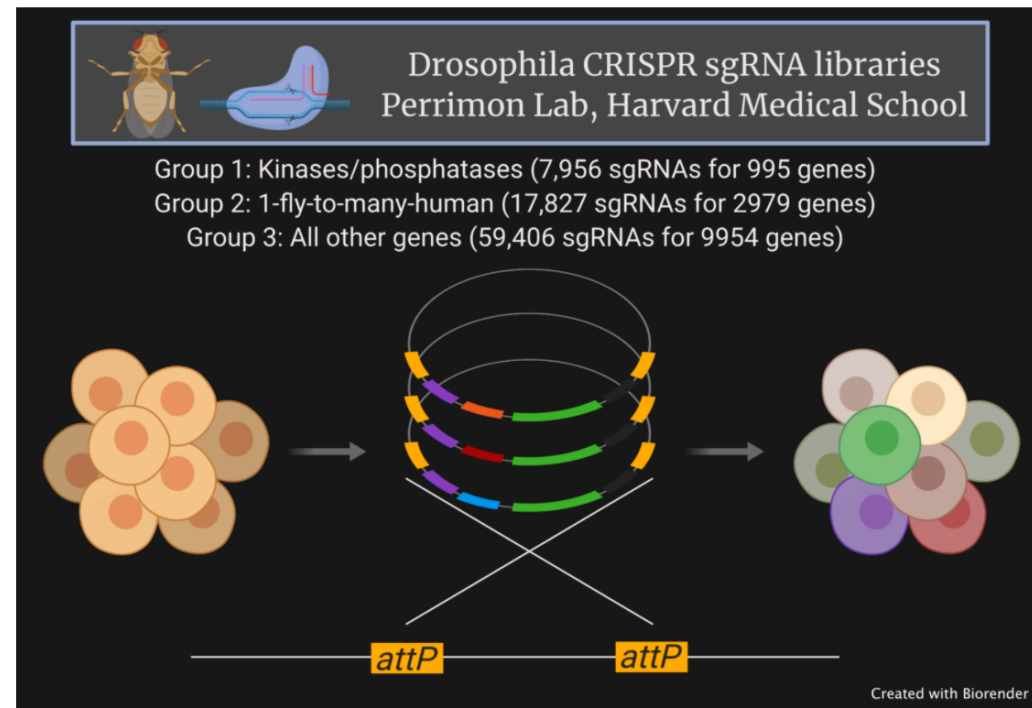 Drosophila CRISPR sgRNA libraries
Perrimon Lab, Harvard Medical School
Group 1: Kinases/phosphatases (7,956 sgRNAs for 995 genes)
Group 2: 1-fly-to-many-human (17,827 sgRNAs for 2979 genes)
Group 3: All other genes (59,406 sgRNAs for 9954 genes)
attP attP
Created with Biorender